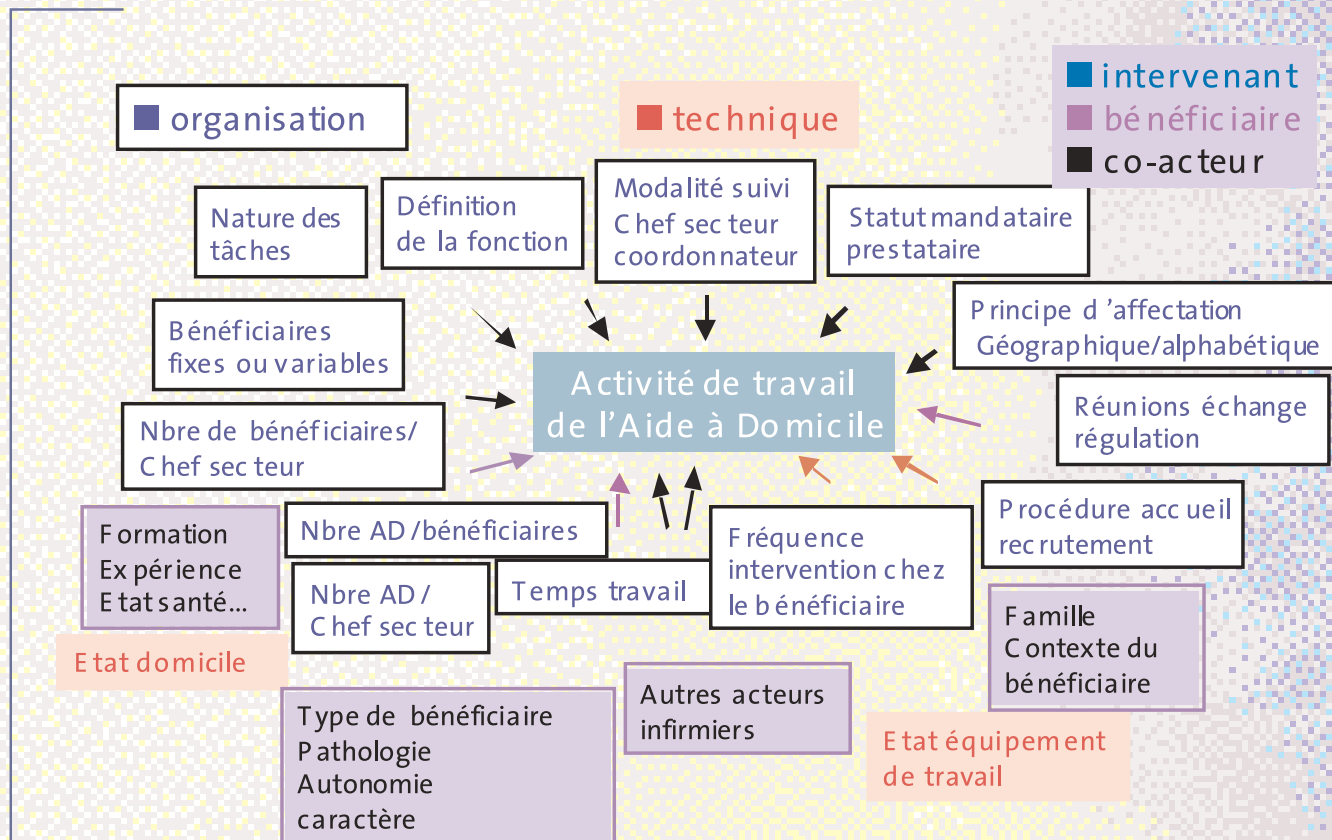 organisation
technique
intervenant
bénéficiaire
co-acteur
Nature des
tâches
Définition
de la fonction
Modalité suivi
Chef secteur
coordonnateur
Statut mandataire
prestataire
Bénéficiaires
fixes ou variables
Principe d ’affectation
Géographique/alphabétique
Activité de travail
de l’Aide à Domicile
Nbre de bénéficiaires/
Chef secteur
Réunions échange
régulation
Formation
Expérience
Etat santé...
Nbre AD /bénéficiaires
Nbre AD /
Chef secteur
Temps travail
Fréquence
intervention chez
le bénéficiaire
Procédure accueil
recrutement
Etat domicile
Famille
Contexte du
bénéficiaire
Type de bénéficiaire
Pathologie
Autonomie
caractère
Autres acteurs
infirmiers
Etat équipement
de travail